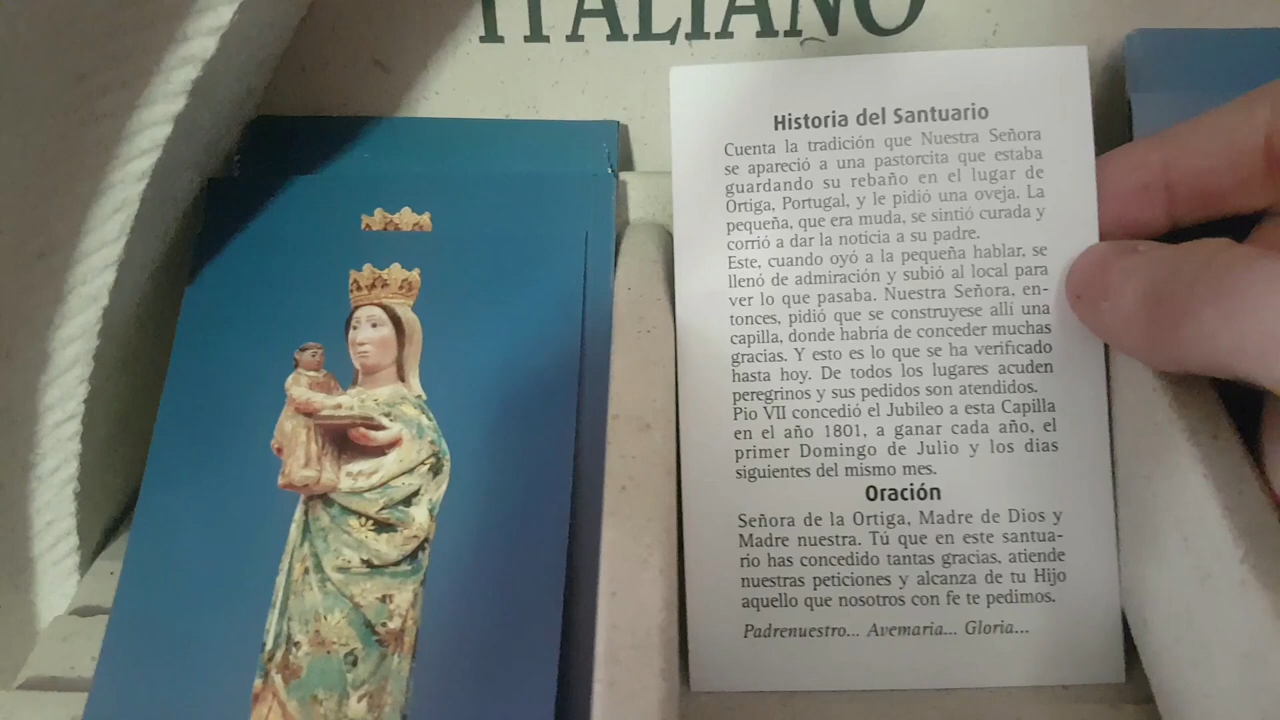 ITALIANO
Historia del Santuario
Cuenta la tradición que Nuestra Señora
se apareció a una pastorcita que estaba
guardando su rebaño en el lugar de
Ortiga, Portugal, y le pidió una oveja. La
pequeña, que era muda, se sintió curada y
corrió a dar la noticia a su padre.
Este, cuando oyó a la pequeña hablar, se
llenó de admiración y subió al local para
ver lo que pasaba. Nuestra Señora, en-
tonces, pidió que se construyese allí una
capilla, donde habría de conceder muchas
gracias. Y esto es lo que se ha verificado
hasta hoy. De todos los lugares acuden
peregrinos y sus pedidos son atendidos.
Pio VII concedió el Jubileo a esta Capilla
en el año 1801, a ganar cada año, el
primer Domingo de Julio y los dias
siguientes del mismo mes.
Oración
Señora de la Ortiga, Madre de Dios y
Madre nuestra. Tú que en este santua-
rio has concedido tantas gracias, atiende
nuestras peticiones y alcanza de tu Hijo
aquello que nosotros con fe te pedimos.
Padrenuestro... Avemaria... Gloria...